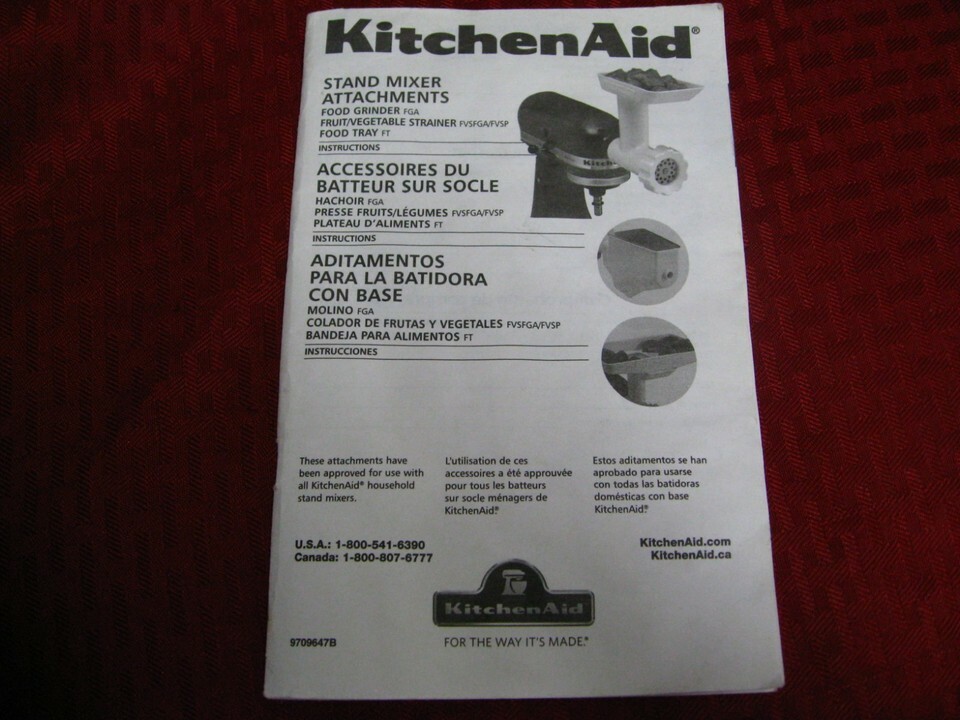 KitchenAid®
STAND MIXER
ATTACHMENTS
FOOD GRINDER FGA
FRUIT/VEGETABLE STRAINER FVSFGA/FVSP
FOOD TRAY FT
INSTRUCTIONS
ACCESSOIRES DU
BATTEUR SUR SOCLE
HACHOIR FGA
PRESSE FRUITS/LÉGUMES FVSFGA/FVSP
PLATEAU D'ALIMENTS FT
INSTRUCTIONS
ADITAMENTOS
PARA LA BATIDORA
CON BASE
MOLINO FGA
COLADOR DE FRUTAS Y VEGETALES FVSFGA/FVSP
BANDEJA PARA ALIMENTOS FT
INSTRUCCIONES
Kitche
These attachments have
been approved for use with
all KitchenAid® household
stand mixers.
L'utilisation de ces
accessoires a été approuvée
pour tous les batteurs
sur socle ménagers de
KitchenAid®.
Estos aditamentos se han
aprobado para usarse
con todas las batidoras
domésticas con base
KitchenAid®.
U.S.A.: 1-800-541-6390
Canada: 1-800-807-6777
KitchenAid.com
KitchenAid.ca
KitchenAid
FOR THE WAY IT'S MADE.®
9709647B